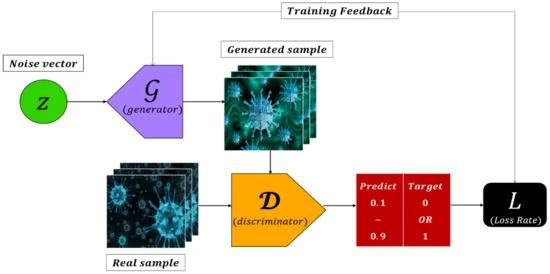 Training Feedback
Noise vector
Generated sample
Z
G
(generator)
Real sample
D
(discriminator)
Predict Target
0.1 0
~ OR
0.9 1
L
(Loss Rate)